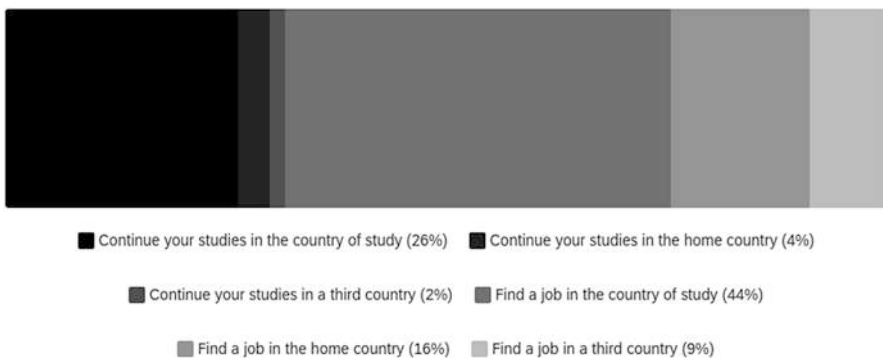 Continue your studies in the country of study (26%) Continue your studies in the home country (4%)
Continue your studies in a third country (2%) Find a job in the country of study (44%)
Find a job in the home country (16%) Find a job in a third country (9%)